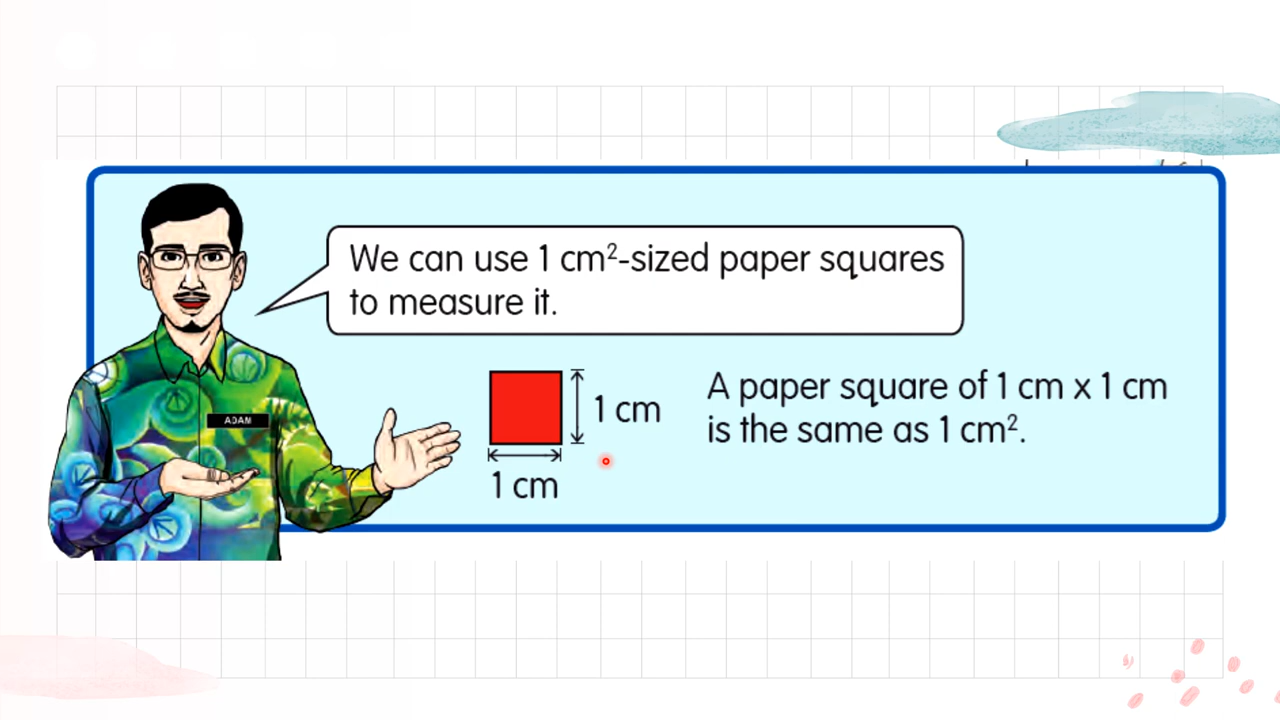 We can use 1 cm²-sized paper squares
to measure it.
ADAM
1 cm
1 cm
A paper square of 1 cm x 1 cm
is the same as 1 cm².